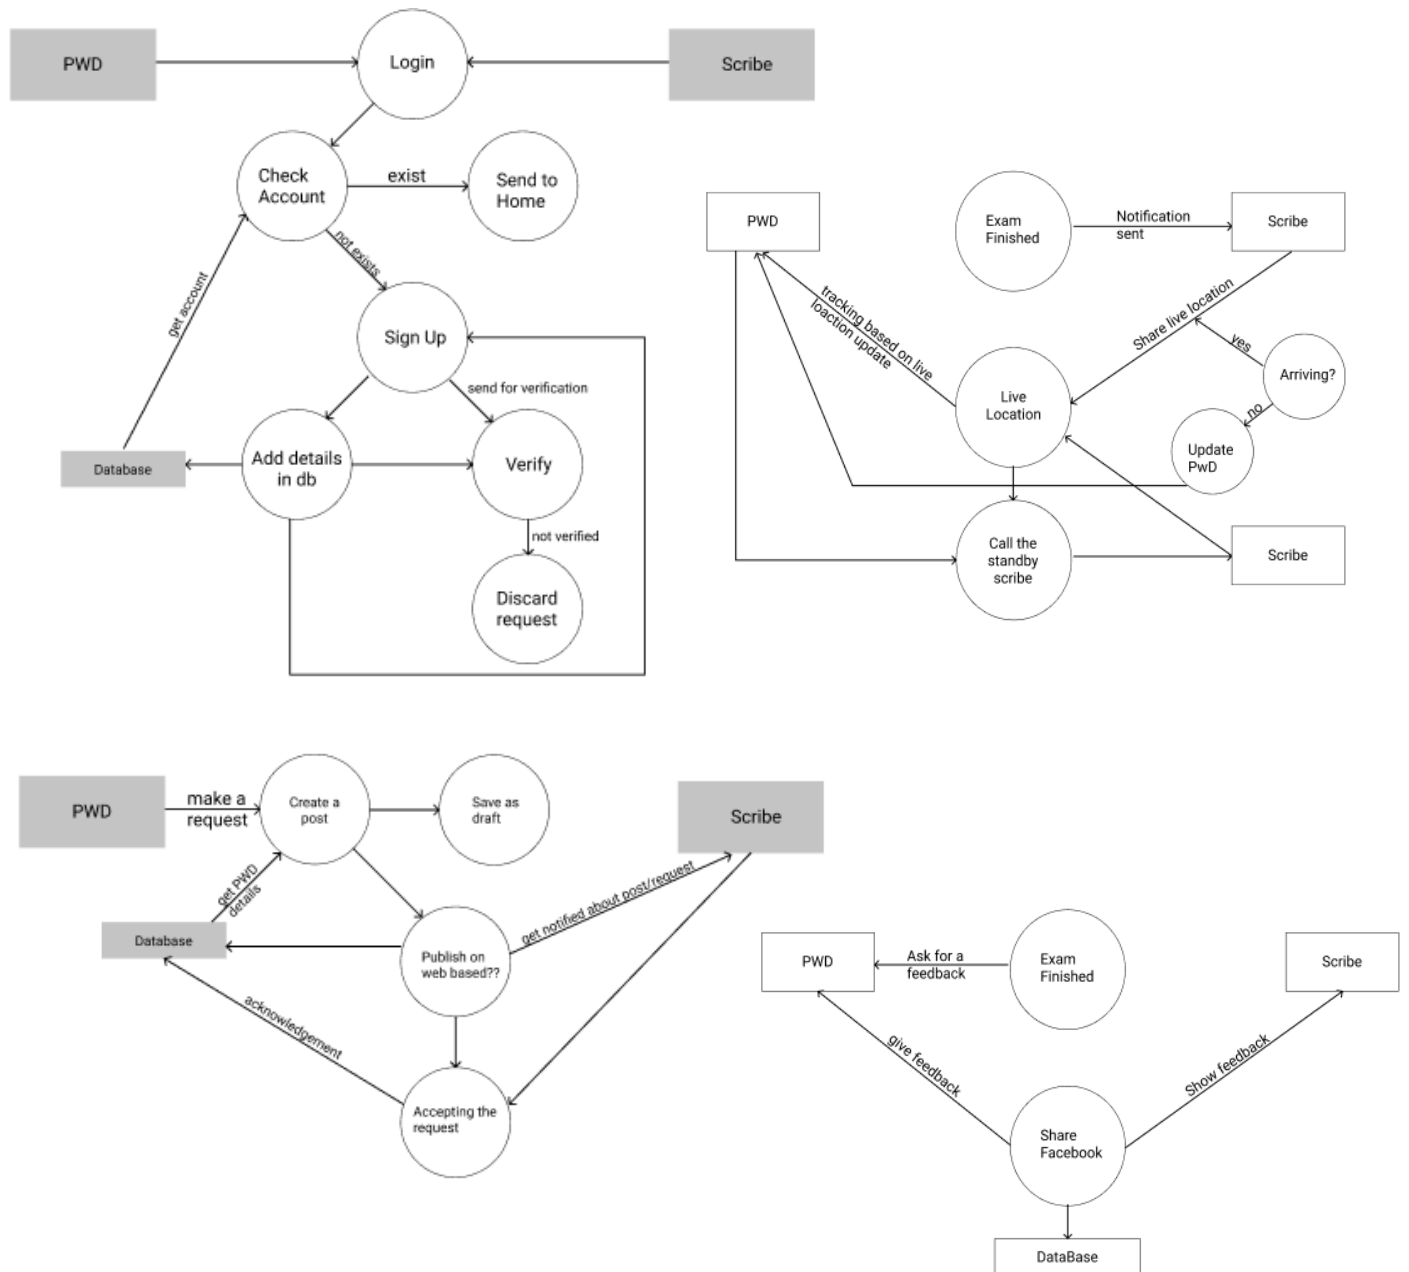 PWD
Login
Scribe
Check
Account
exist
Send to
Home
not exists
get account
Sign Up
send for verification
Database
Add details
in db
Verify
not verified
Discard
request
PWD
Exam
Finished
Notification
sent
Scribe
tracking based on live
loaction update
Share live location
yes
Arriving?
no
Live
Location
Update
PwD
Call the
standby
scribe
Scribe
PWD
make a
request
Create a
post
Save as
draft
Scribe
get PWD
details
get notified about post/request
Database
Publish on
web based??
acknowledgement
Accepting the
request
PWD
Ask for a
feedback
Exam
Finished
Scribe
give feedback
Show feedback
Share
Facebook
DataBase